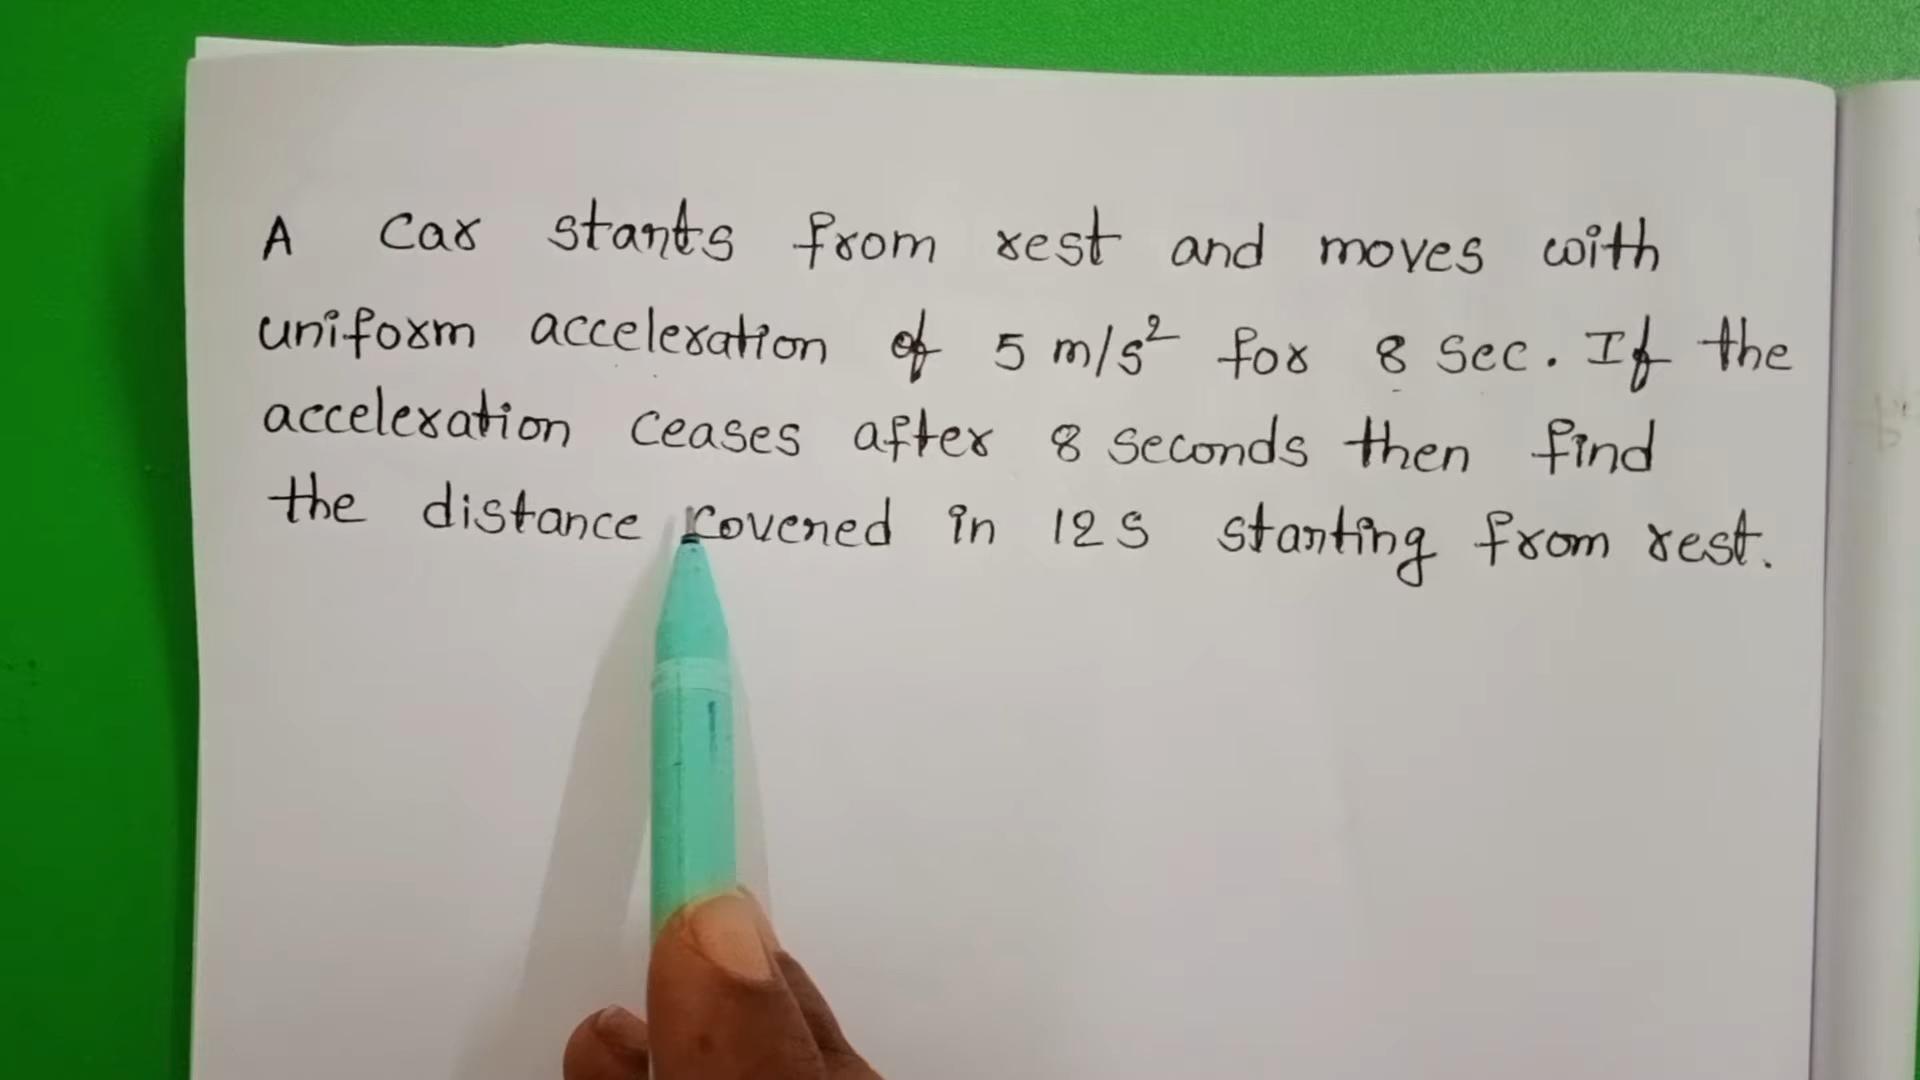 A car starts from rest and moves with
uniform acceleration of 5 m/s² for 8 sec. If the
acceleration ceases after 8 seconds then find
the distance covered in 12 s starting from rest.